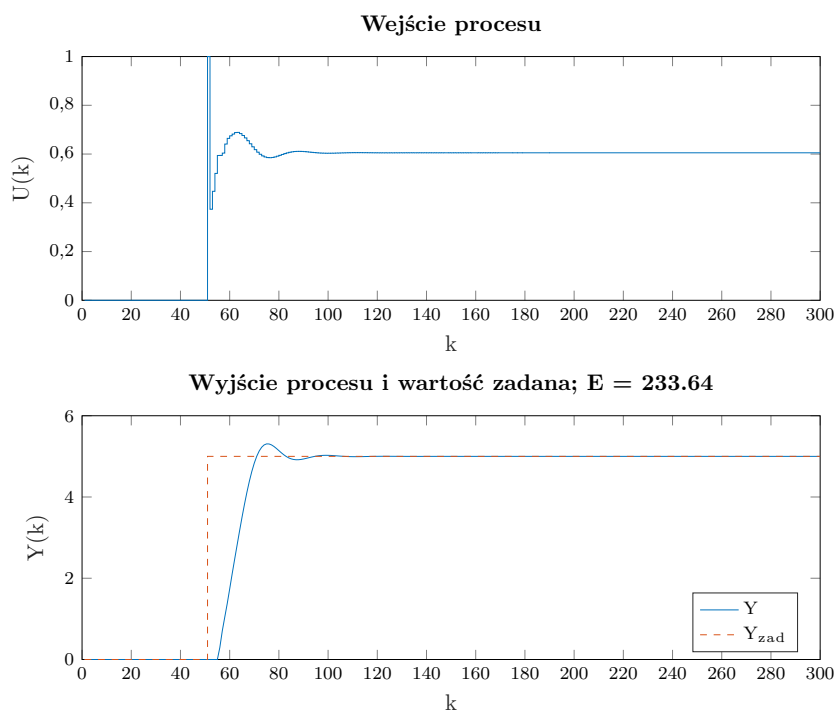 Wejście procesu
1
0,8
0,6
0,4
0,2
0
U(k)
0 20 40 60 80 100 120 140 160 180 200 220 240 260 280 300
k
Wyjście procesu i wartość zadana; E = 233.64
6
4
2
0
Y(k)
Y
Yzad
0 20 40 60 80 100 120 140 160 180 200 220 240 260 280 300
k